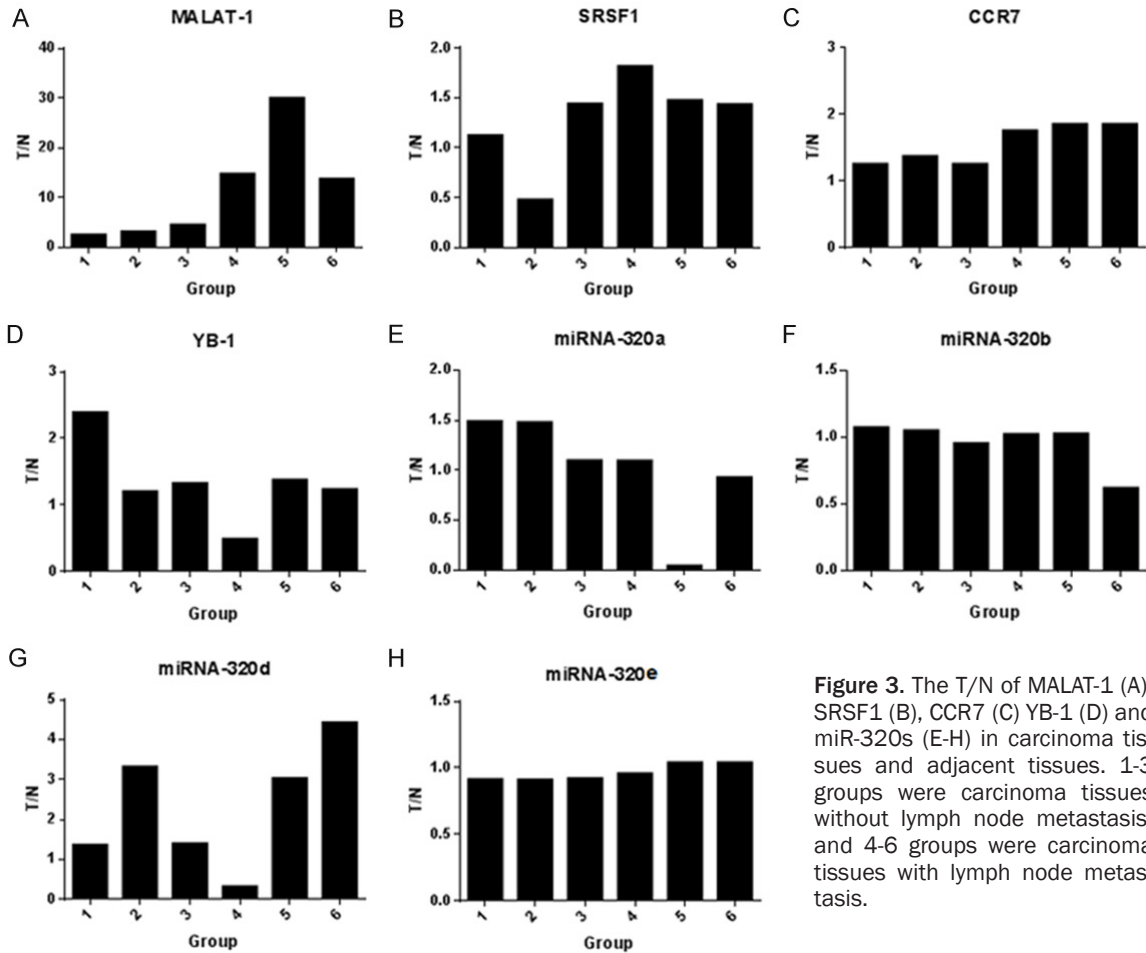 A
MALAT-1
40
30
20
10
0
T/N
1 2 3 4 5 6
Group
B
SRSF1
2.0
1.5
1.0
0.5
0.0
T/N
1 2 3 4 5 6
Group
C
CCR7
3
2
1
0
T/N
1 2 3 4 5 6
Group
D
YB-1
3
2
1
0
T/N
1 2 3 4 5 6
Group
E
miRNA-320a
2.0
1.5
1.0
0.5
0.0
T/N
1 2 3 4 5 6
Group
F
miRNA-320b
1.5
1.0
0.5
0.0
T/N
1 2 3 4 5 6
Group
G
miRNA-320d
5
4
3
2
1
0
T/N
1 2 3 4 5 6
Group
H
miRNA-320e
1.5
1.0
0.5
0.0
T/N
1 2 3 4 5 6
Group
Figure 3. The T/N of MALAT-1 (A)
SRSF1 (B), CCR7 (C) YB-1 (D) and
miR-320s (E-H) in carcinoma tis
sues and adjacent tissues. 1-3
groups were carcinoma tissues
without lymph node metastasis
and 4-6 groups were carcinoma
tissues with lymph node metas
tasis.